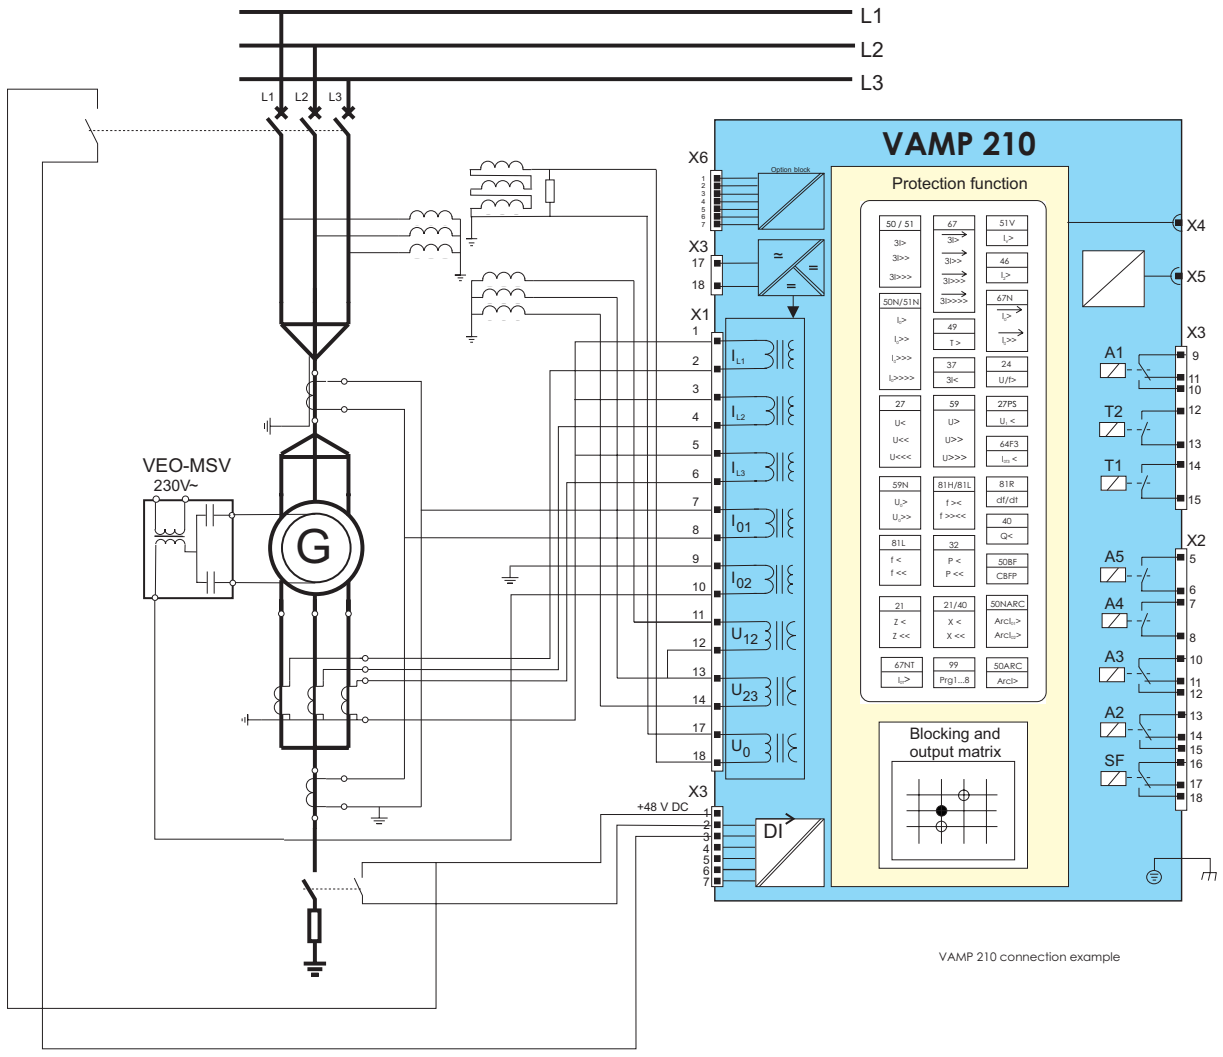 L1
L2
L3
L1 L2 L3
VAMP 210
X6
1
2
3
4
5
6
7
Option block
X3
17
18
X1
1
2
3
4
5
6
7
8
9
10
11
12
13
14
17
18
IL1
IL2
IL3
I01
I02
U12
U23
U0
X3
+48 V DC
1
2
3
4
5
6
7
DI
VEO-MSV
230V~
G
Protection function
50 / 51
3I>
3I>>
3I>>>
67
3I>
3I>>
3I>>>
3I>>>>
51V
Iv>
46
I2>
50N/51N
I0>
I0>>
I0>>>
I0>>>>
67N
I0>
I0>>
49
T >
37
3I<
24
U/f>
27
U<
U<<
U<<<
59
U>
U>>
U>>>
27PS
U1 <
64F3
59N
U0>
U0>>
81H/81L
f ><
f >><<
81R
df/dt
40
Q<
81L
f <
f <<
32
P <
P <<
50BF
CBFP
21
Z <
Z <<
21/40
X <
X <<
50NARC
ArcI01>
ArcI02>
67NT
99
Prg1...8
50ARC
ArcI>
Blocking and
output matrix
X4
X5
X3
A1
9
11
10
T2
12
13
T1
14
15
X2
A5
5
6
A4
7
8
A3
10
11
12
A2
13
14
15
SF
16
17
18
VAMP 210 connection example